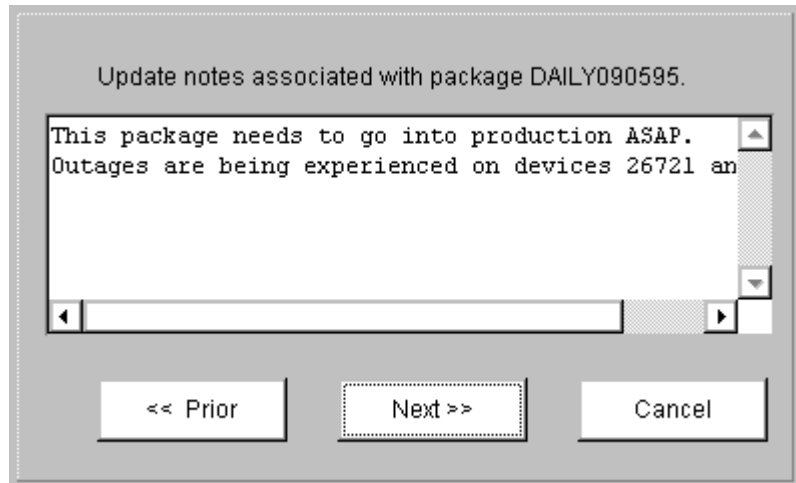 Update notes associated with package DAILY090595.
This package needs to go into production ASAP.
Outages are being experienced on devices 26721 an
<< Prior
Next >>
Cancel